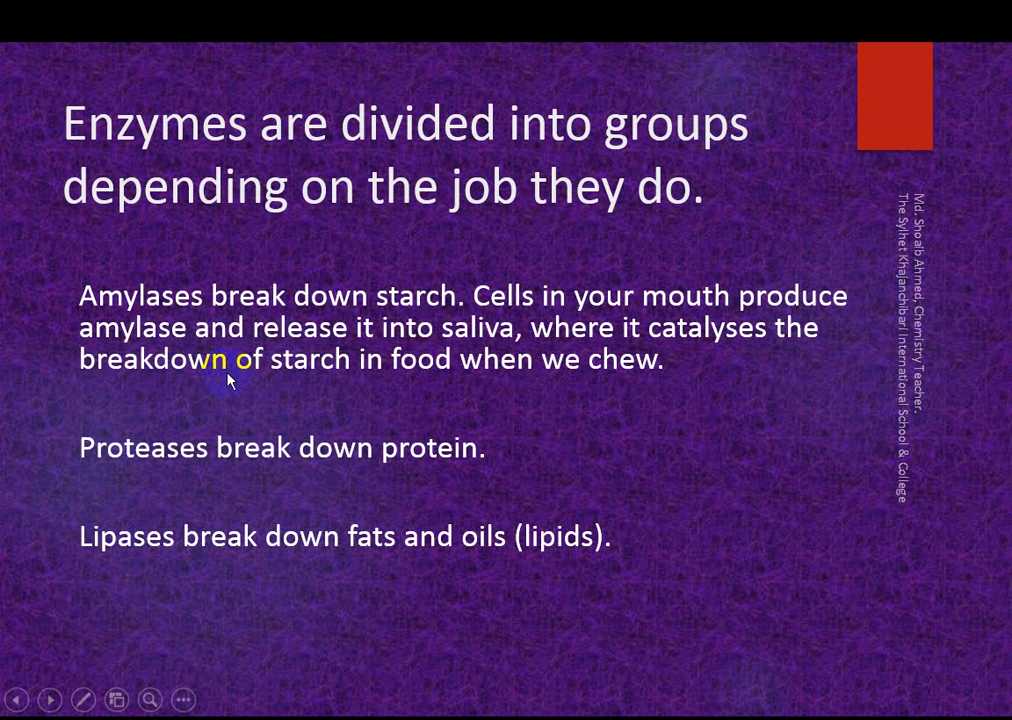 Enzymes are divided into groups
depending on the job they do.
Amylases break down starch. Cells in your mouth produce
amylase and release it into saliva, where it catalyses the
breakdown of starch in food when we chew.
Proteases break down protein.
Lipases break down fats and oils (lipids).
Md. Shoaib Ahmed, Chemistry Teacher.
The Sylhet Khajanchibari International School & College